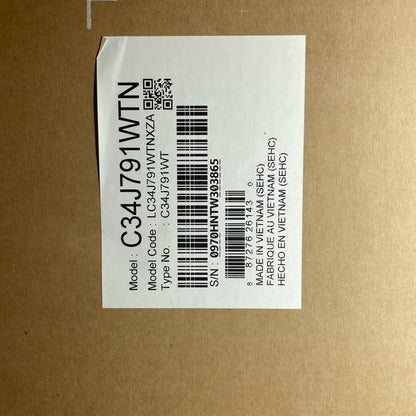 Model : C34J791WTN
Model Code : LC34J791WTNXZA
Type No. : C34J791WT
S/N : 0970HNTW303865
8 87276 26143 0
MADE IN VIETNAM (SEHC)
FABRIQUE AU VIETNAM (SEHC)
HECHO EN VIETNAM (SEHC)